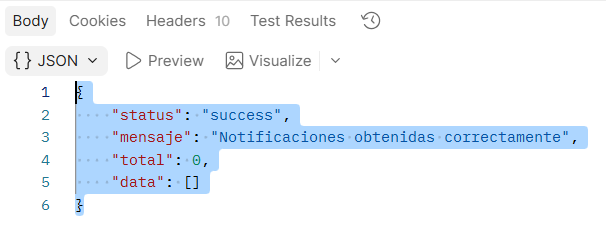 Body Cookies Headers 10 Test Results
{} JSON Preview Visualize
1 {
2 "status": "success",
3 "mensaje": "Notificaciones obtenidas correctamente",
4 "total": 0,
5 "data": []
6 }